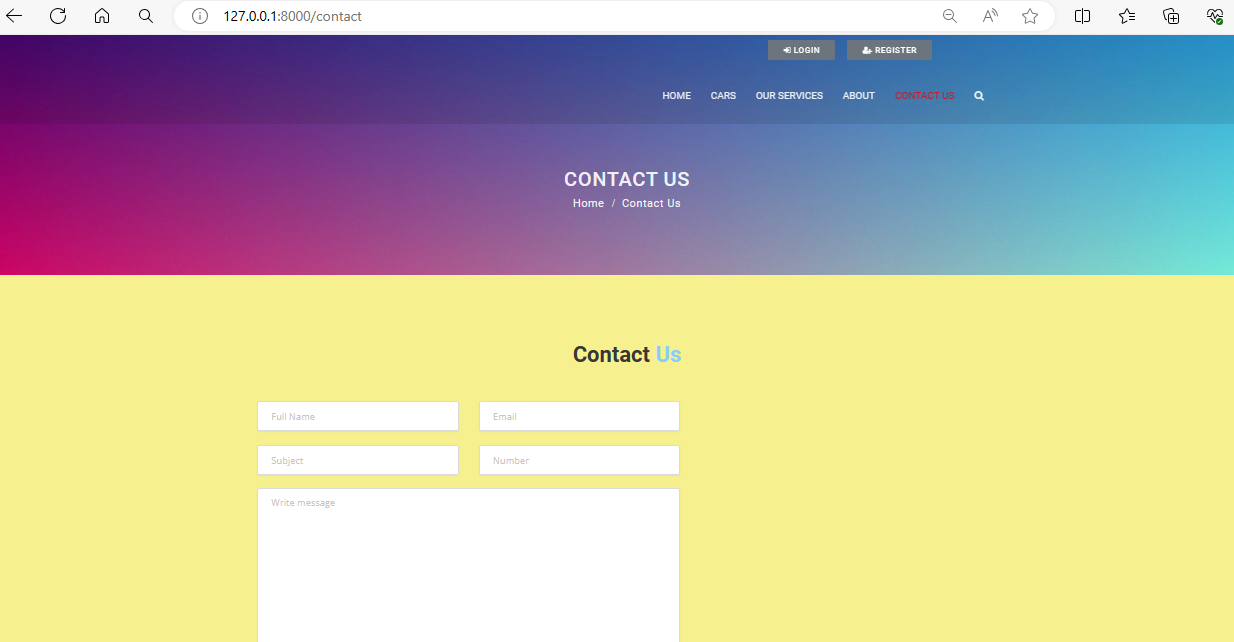 127.0.0.1:8000/contact
LOGIN REGISTER
HOME CARS OUR SERVICES ABOUT CONTACT US
CONTACT US
Home / Contact Us
Contact Us
Full Name Email
Subject Number
Write message